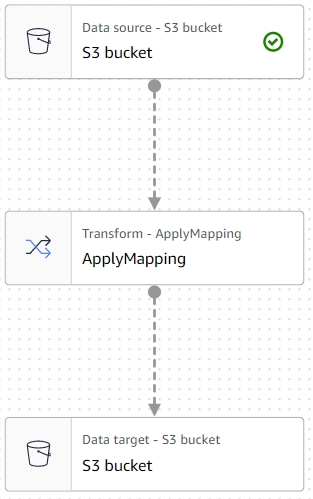 Data source - S3 bucket
S3 bucket
Transform - ApplyMapping
ApplyMapping
Data target - S3 bucket
S3 bucket